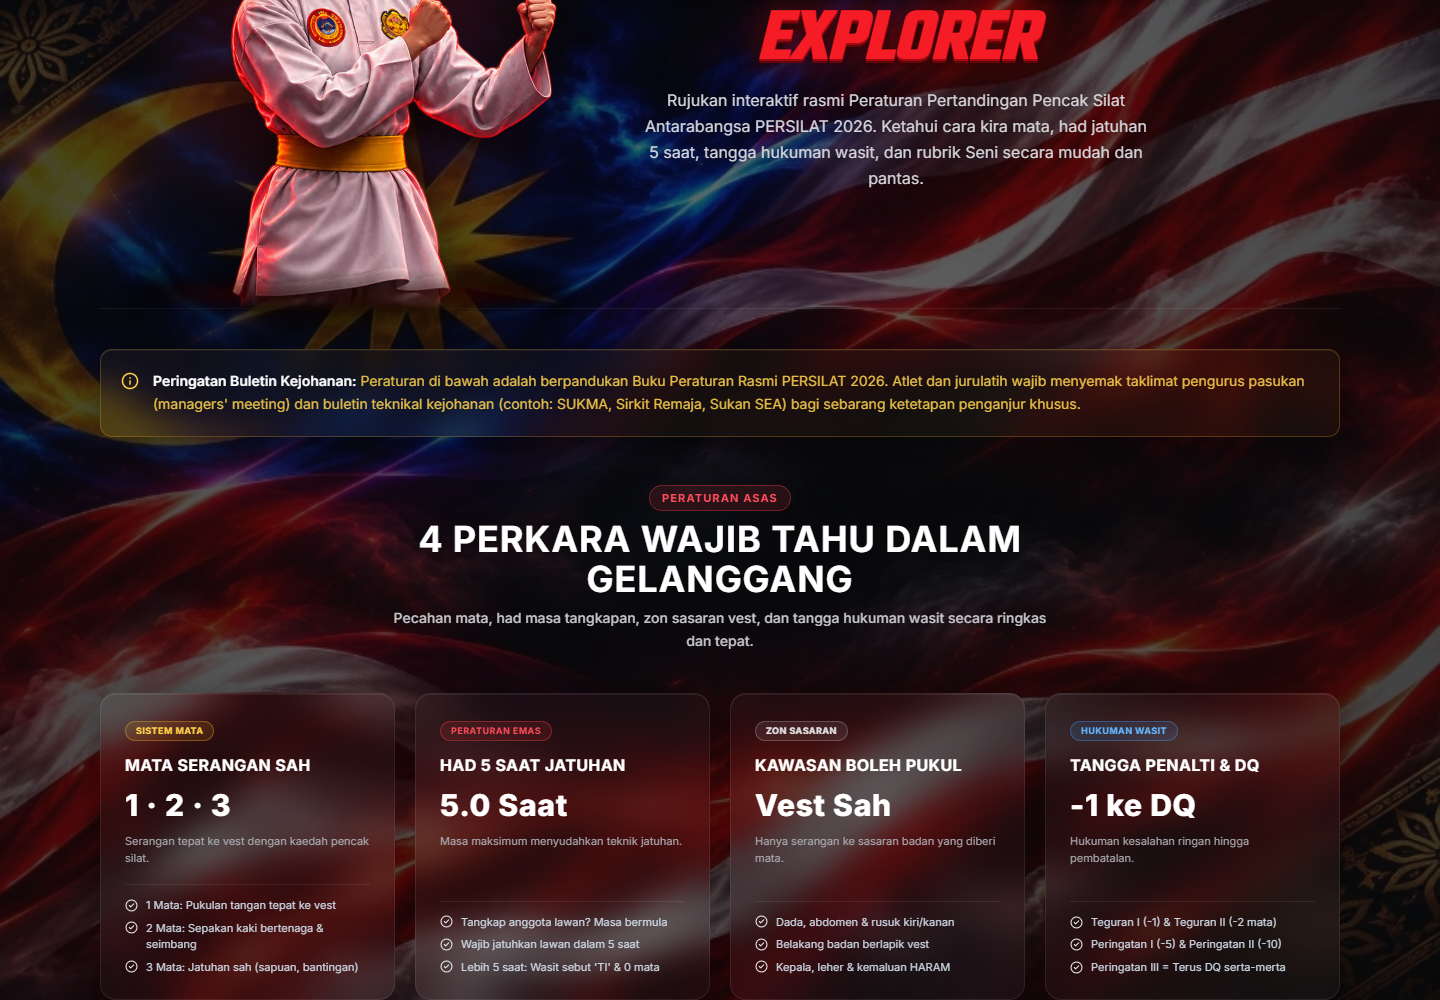 EXPLORER
Rujukan interaktif rasmi Peraturan Pertandingan Pencak Silat
Antarabangsa PERSILAT 2026. Ketahui cara kira mata, had jatuhan
5 saat, tangga hukuman wasit, dan rubrik Seni secara mudah dan
pantas.
Peringatan Buletin Kejohanan: Peraturan di bawah adalah berpandukan Buku Peraturan Rasmi PERSILAT 2026. Atlet dan jurulatih wajib menyemak taklimat pengurus pasukan
(managers' meeting) dan buletin teknikal kejohanan (contoh: SUKMA, Sirkit Remaja, Sukan SEA) bagi sebarang ketetapan penganjur khusus.
PERATURAN ASAS
4 PERKARA WAJIB TAHU DALAM
GELANGGANG
Pecahan mata, had masa tangkapan, zon sasaran vest, dan tangga hukuman wasit secara ringkas
dan tepat.
SISTEM MATA
MATA SERANGAN SAH
1 · 2 · 3
Serangan tepat ke vest dengan kaedah pencak
silat.
1 Mata: Pukulan tangan tepat ke vest
2 Mata: Sepakan kaki bertenaga &
seimbang
3 Mata: Jatuhan sah (sapuan, bantingan)
PERATURAN EMAS
HAD 5 SAAT JATUHAN
5.0 Saat
Masa maksimum menyudahkan teknik jatuhan.
Tangkap anggota lawan? Masa bermula
Wajib jatuhkan lawan dalam 5 saat
Lebih 5 saat: Wasit sebut 'TI' & 0 mata
ZON SASARAN
KAWASAN BOLEH PUKUL
Vest Sah
Hanya serangan ke sasaran badan yang diberi
mata.
Dada, abdomen & rusuk kiri/kanan
Belakang badan berlapik vest
Kepala, leher & kemaluan HARAM
HUKUMAN WASIT
TANGGA PENALTI & DQ
-1 ke DQ
Hukuman kesalahan ringan hingga
pembatalan.
Teguran I (-1) & Teguran II (-2 mata)
Peringatan I (-5) & Peringatan II (-10)
Peringatan III = Terus DQ serta-merta